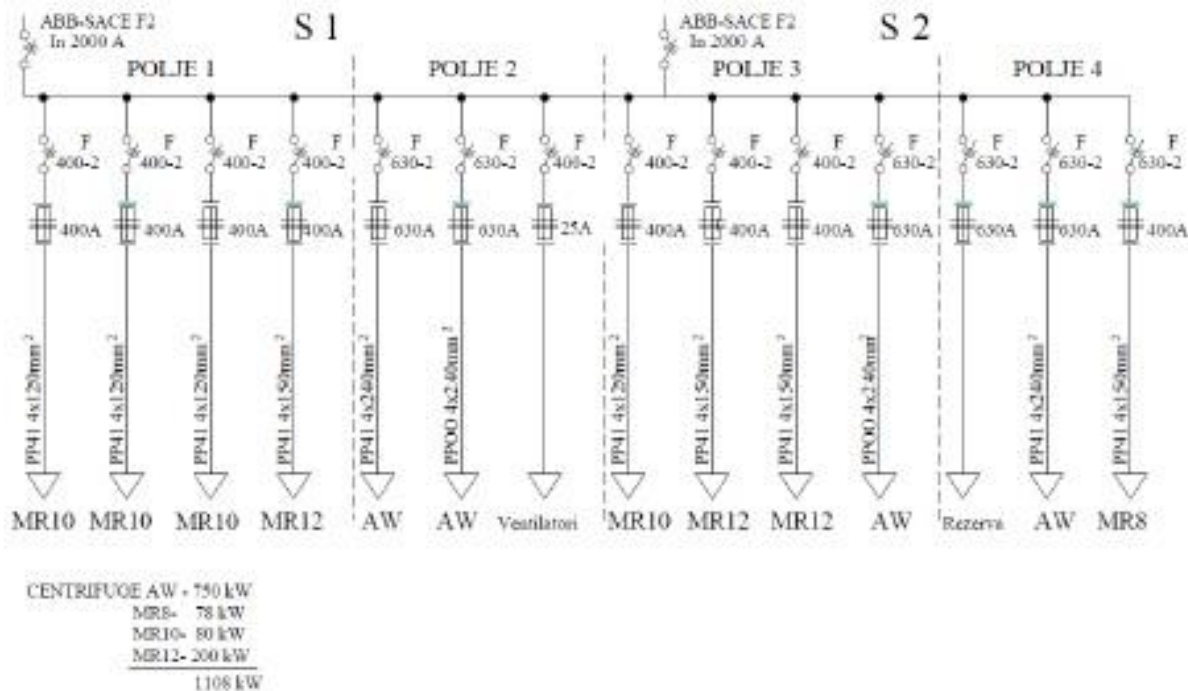 ABB-SACE F2
In 2000 A
S 1
ABB-SACE F2
In 2000 A
S 2
POLJE 1
POLJE 2
POLJE 3
POLJE 4
F F F F F F F F F F F F F F
400-2 400-2 400-2 400-2 630-2 630-2 400-2 400-2 400-2 400-2 630-2 630-2 630-2 630-2
400A 400A 400A 400A 630A 630A 25A 400A 400A 400A 630A 630A 630A 400A
PP41 4x120mm²
PP41 4x120mm²
PP41 4x120mm²
PP41 4x150mm²
PP41 4x240mm²
PPOO 4x240mm²
PP41 4x120mm²
PP41 4x150mm²
PP41 4x150mm²
PPOO 4x240mm²
PP41 4x240mm²
PP41 4x150mm²
MR10 MR10 MR10 MR12 AW AW Ventilatori MR10 MR12 MR12 AW Rezerva AW MR8
CENTRIFUGE AW - 750 kW
MR8- 78 kW
MR10- 80 kW
MR12- 200 kW
1108 kW